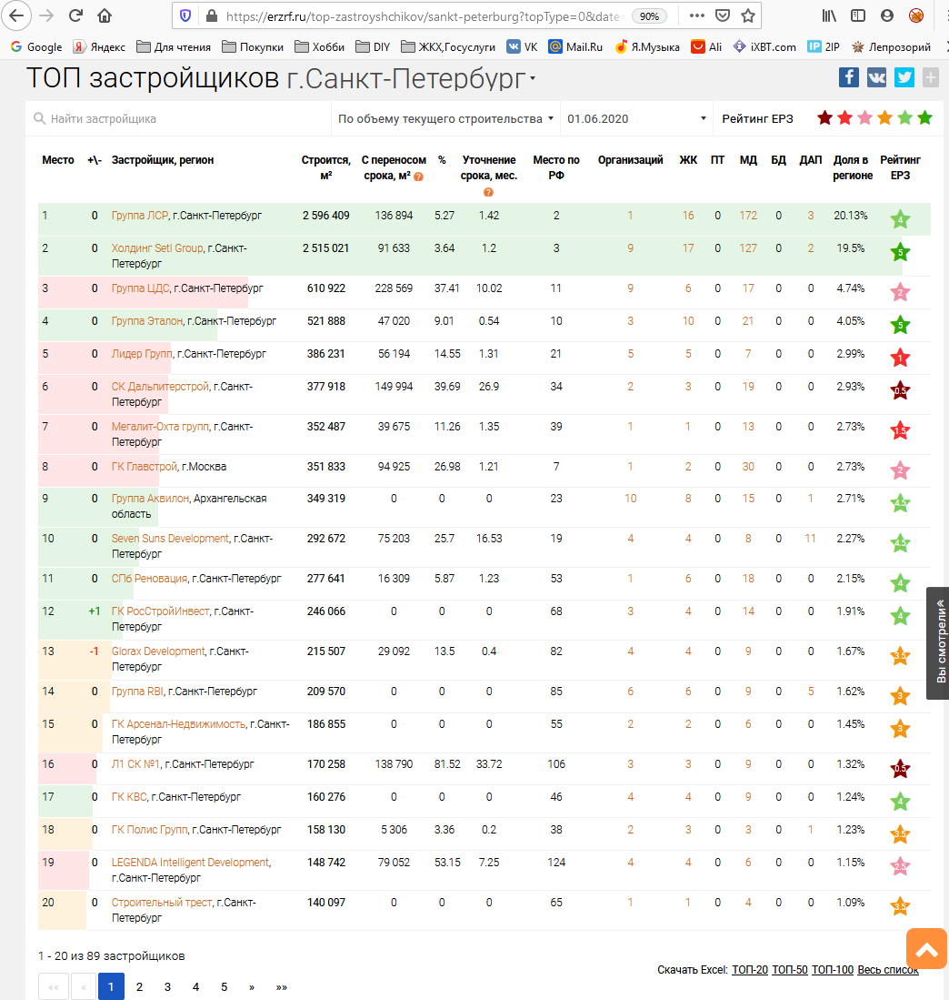 https://erzrf.ru/top-zastroyshchikov/sankt-peterburg?topType=0&date=
90%
Google Яндекс Для чтения Покупки Хобби DIY ЖКХ,Госуслуги VK Mail.Ru Я.Музыка Ali iXBT.com 2IP Лепрозорий
ТОП застройщиков г.Санкт-Петербург
Найти застройщика По объему текущего строительства 01.06.2020 Рейтинг ЕРЗ
Место +\- Застройщик, регион Строится, С переносом % Уточнение Место по Организаций ЖК ПТ МД БД ДАП Доля в Рейтинг
м² срока, м² ? срока, мес. РФ регионе ЕРЗ
?
1 0 Группа ЛСР, г.Санкт-Петербург 2 596 409 136 894 5.27 1.42 2 1 16 0 172 0 3 20.13% 4
2 0 Холдинг Setl Group, г.Санкт- 2 515 021 91 633 3.64 1.2 3 9 17 0 127 0 2 19.5% 5
Петербург
3 0 Группа ЦДС, г.Санкт-Петербург 610 922 228 569 37.41 10.02 11 9 6 0 17 0 0 4.74% 2
4 0 Группа Эталон, г.Санкт-Петербург 521 888 47 020 9.01 0.54 10 3 10 0 21 0 0 4.05% 5
5 0 Лидер Групп, г.Санкт-Петербург 386 231 56 194 14.55 1.31 21 5 5 0 7 0 0 2.99% 1
6 0 СК Дальпитерстрой, г.Санкт- 377 918 149 994 39.69 26.9 34 2 3 0 19 0 0 2.93% 0.5
Петербург
7 0 Мегалит-Охта групп, г.Санкт- 352 487 39 675 11.26 1.35 39 1 1 0 13 0 0 2.73% 1.5
Петербург
8 0 ГК Главстрой, г.Москва 351 833 94 925 26.98 1.21 7 1 2 0 30 0 0 2.73% 2
9 0 Группа Аквилон, Архангельская 349 319 0 0 0 23 10 8 0 15 0 1 2.71% 4.5
область
10 0 Seven Suns Development, г.Санкт- 292 672 75 203 25.7 16.53 19 4 4 0 8 0 11 2.27% 4.5
Петербург
11 0 СПб Реновация, г.Санкт-Петербург 277 641 16 309 5.87 1.23 53 1 6 0 18 0 0 2.15% 4
12 +1 ГК РосСтройИнвест, г.Санкт- 246 066 0 0 0 68 3 4 0 14 0 0 1.91% 4
Петербург
13 -1 Glorax Development, г.Санкт- 215 507 29 092 13.5 0.4 82 4 4 0 9 0 0 1.67% 3.5
Петербург
14 0 Группа RBI, г.Санкт-Петербург 209 570 0 0 0 85 6 6 0 9 0 5 1.62% 3
15 0 ГК Арсенал-Недвижимость, г.Санкт- 186 855 0 0 0 55 2 2 0 6 0 0 1.45% 3
Петербург
16 0 Л1 СК №1, г.Санкт-Петербург 170 258 138 790 81.52 33.72 106 3 3 0 9 0 0 1.32% 0.5
17 0 ГК КВС, г.Санкт-Петербург 160 276 0 0 0 46 4 4 0 9 0 0 1.24% 4
18 0 ГК Полис Групп, г.Санкт-Петербург 158 130 5 306 3.36 0.2 38 2 3 0 3 0 1 1.23% 3.5
19 0 LEGENDA Intelligent Development, 148 742 79 052 53.15 7.25 124 4 4 0 6 0 0 1.15% 2.5
г.Санкт-Петербург
20 0 Строительный трест, г.Санкт- 140 097 0 0 0 65 1 1 0 4 0 0 1.09% 3.5
Петербург
Вы смотрели
1 - 20 из 89 застройщиков
Скачать Excel: ТОП-20 ТОП-50 ТОП-100 Весь список
«« « 1 2 3 4 5 » »»